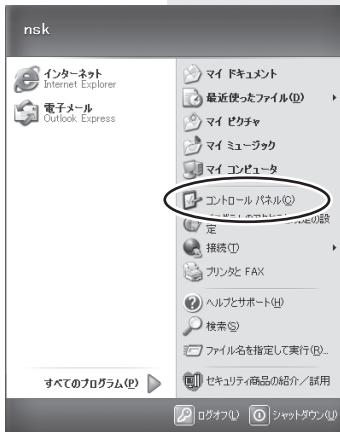 nsk
インターネット
Internet Explorer
電子メール
Outlook Express
すべてのプログラム(P)
マイ ドキュメント
最近使ったファイル(D)
マイ ピクチャ
マイ ミュージック
マイ コンピュータ
コントロール パネル(C)
の設
定
接続(T)
プリンタと FAX
ヘルプとサポート(H)
検索(S)
ファイル名を指定して実行(R)...
セキュリティ商品の紹介／試用
ログオフ(L)
シャットダウン(U)